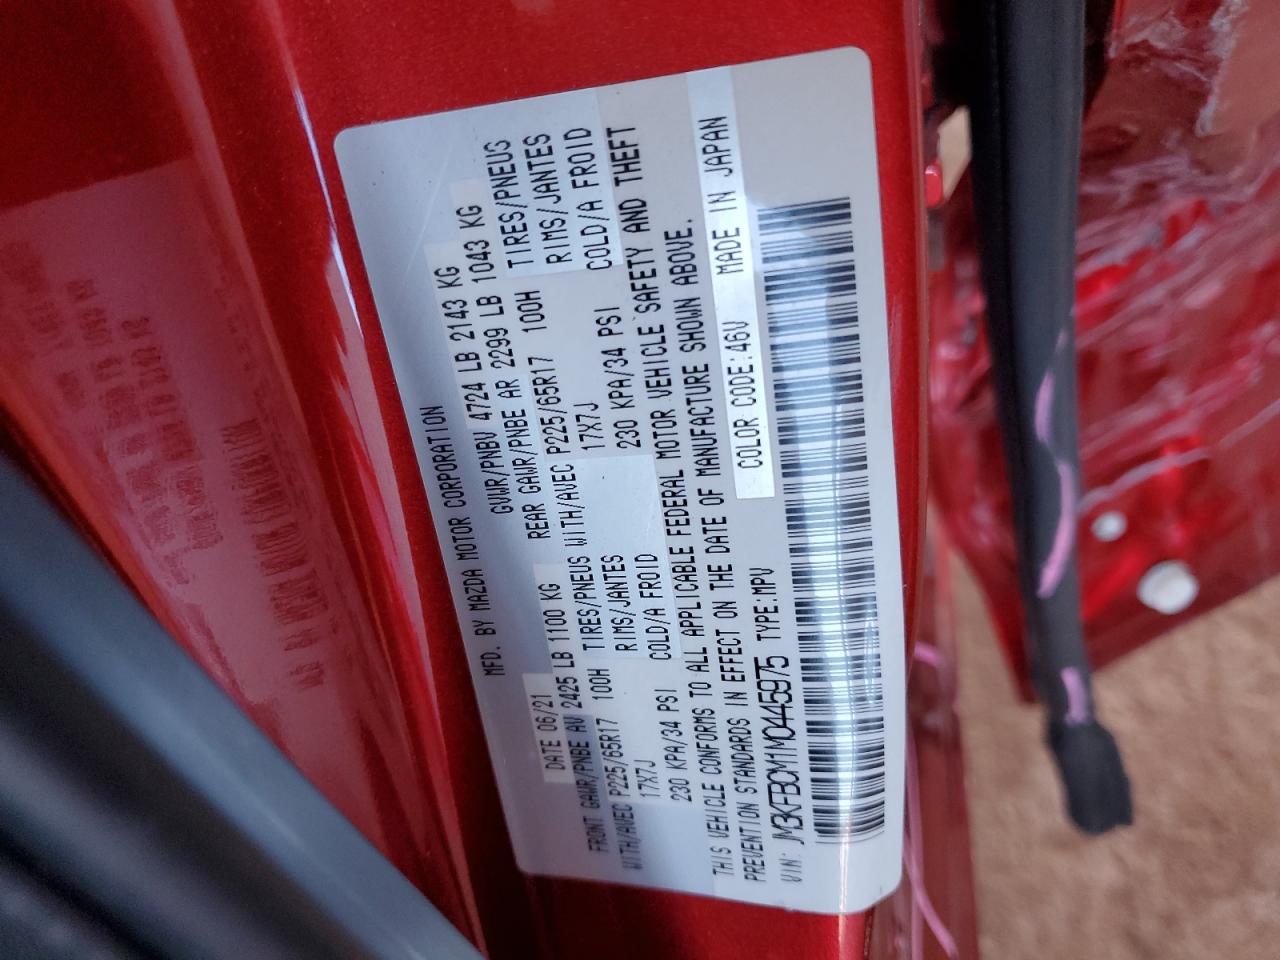 MFD. BY MAZDA MOTOR CORPORATION
DATE 06/21 GVWR/PNBV 4724 LB 2143 KG
FRONT GAWR/PNBE AV 2425 LB 1100 KG REAR GAWR/PNBE AR 2299 LB 1043 KG
WITH/AVEC P225/65R17 100H TIRES/PNEUS WITH/AVEC P225/65R17 100H TIRES/PNEUS
17X7J RIMS/JANTES 17X7J RIMS/JANTES
230 KPA/34 PSI COLD/A FROID 230 KPA/34 PSI COLD/A FROID
THIS VEHICLE CONFORMS TO ALL APPLICABLE FEDERAL MOTOR VEHICLE SAFETY AND THEFT
PREVENTION STANDARDS IN EFFECT ON THE DATE OF MANUFACTURE SHOWN ABOVE.
VIN: JM3KFBCM1M0445975 TYPE:MPV COLOR CODE:46V MADE IN JAPAN